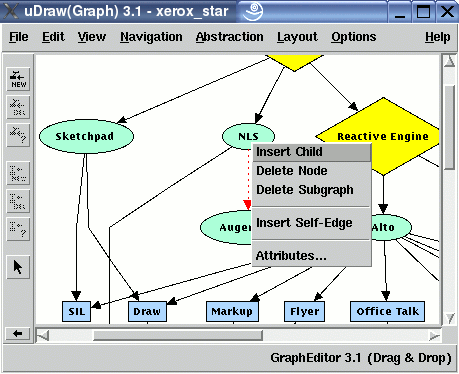 uDraw(Graph) 3.1 - xerox_star
File Edit View Navigation Abstraction Layout Options Help
NEW
Sketchpad NLS Reactive Engine
Insert Child
Delete Node
Delete Subgraph
Insert Self-Edge
Attributes...
Auger Alto
SIL Draw Markup Flyer Office Talk
GraphEditor 3.1 (Drag & Drop)